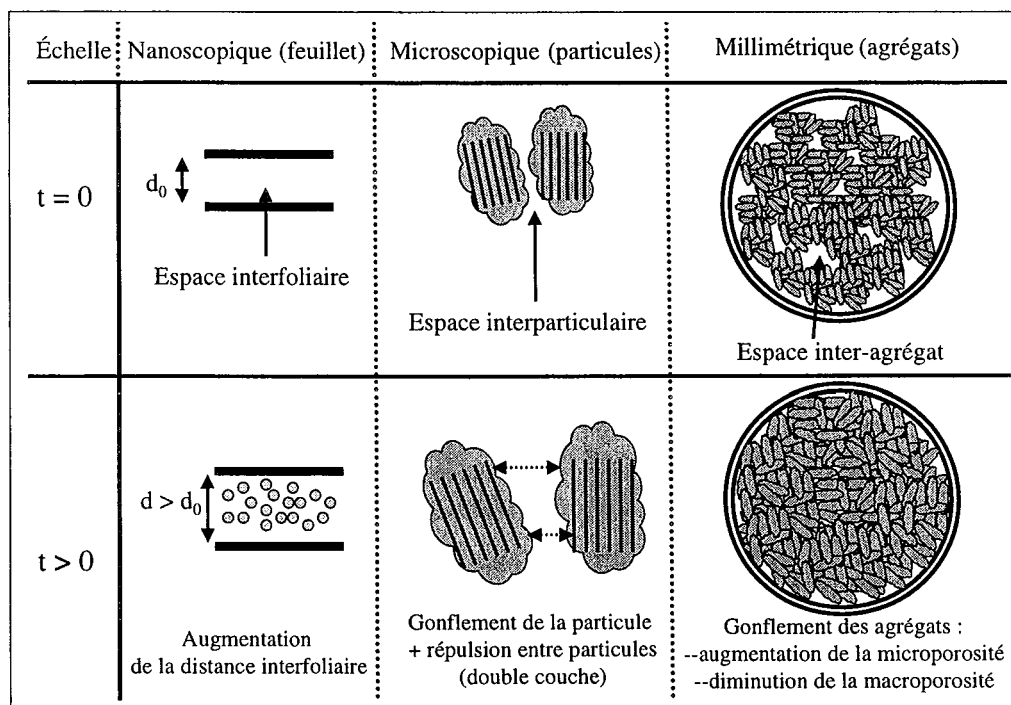 Échelle
Nanoscopique (feuillet)
Microscopique (particules)
Millimétrique (agrégats)
t = 0
d0
Espace interfoliaire
Espace interparticulaire
Espace inter-agrégat
t > 0
d > d0
Augmentation
de la distance interfoliaire
Gonflement de la particule
+ répulsion entre particules
(double couche)
Gonflement des agrégats :
--augmentation de la microporosité
--diminution de la macroporosité